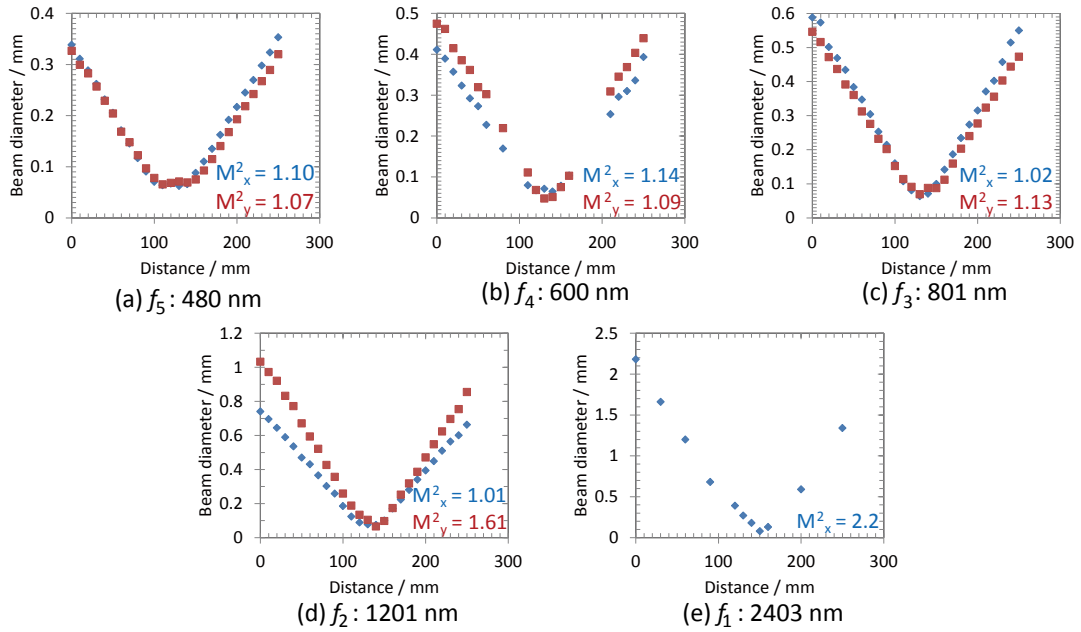 0.4
0.3
0.2
0.1
0
Beam diameter / mm
0 100 200 300
Distance / mm
M²x = 1.10
M²y = 1.07
(a) f5 : 480 nm
0.5
0.4
0.3
0.2
0.1
0
Beam diameter / mm
0 100 200 300
Distance / mm
M²x = 1.14
M²y = 1.09
(b) f4 : 600 nm
0.6
0.5
0.4
0.3
0.2
0.1
0
Beam diameter / mm
0 100 200 300
Distance / mm
M²x = 1.02
M²y = 1.13
(c) f3 : 801 nm
1.2
1
0.8
0.6
0.4
0.2
0
Beam diameter / mm
0 100 200 300
Distance / mm
M²x = 1.01
M²y = 1.61
(d) f2 : 1201 nm
2.5
2
1.5
1
0.5
0
Beam diameter / mm
0 100 200 300
Distance / mm
M²x = 2.2
(e) f1 : 2403 nm